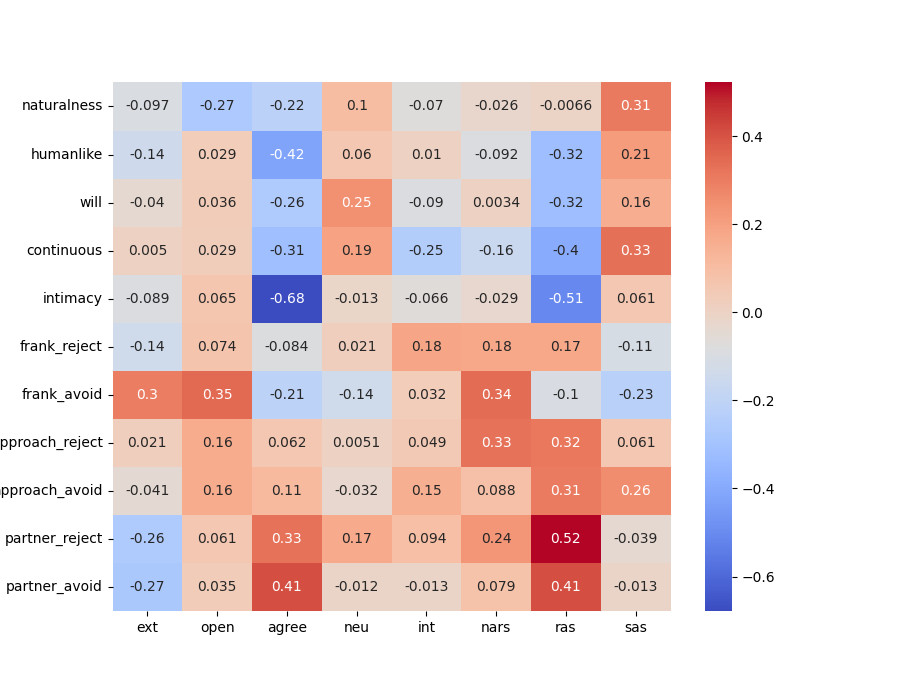 naturalness -0.097 -0.27 -0.22 0.1 -0.07 -0.026 -0.0066 0.31
humanlike -0.14 0.029 -0.42 0.06 0.01 -0.092 -0.32 0.21
will -0.04 0.036 -0.26 0.25 -0.09 0.0034 -0.32 0.16
continuous 0.005 0.029 -0.31 0.19 -0.25 -0.16 -0.4 0.33
intimacy -0.089 0.065 -0.68 -0.013 -0.066 -0.029 -0.51 0.061
frank_reject -0.14 0.074 -0.084 0.021 0.18 0.18 0.17 -0.11
frank_avoid 0.3 0.35 -0.21 -0.14 0.032 0.34 -0.1 -0.23
pproach_reject 0.021 0.16 0.062 0.0051 0.049 0.33 0.32 0.061
pproach_avoid -0.041 0.16 0.11 -0.032 0.15 0.088 0.31 0.26
partner_reject -0.26 0.061 0.33 0.17 0.094 0.24 0.52 -0.039
partner_avoid -0.27 0.035 0.41 -0.012 -0.013 0.079 0.41 -0.013
ext open agree neu int nars ras sas
0.4
0.2
0.0
−0.2
−0.4
−0.6